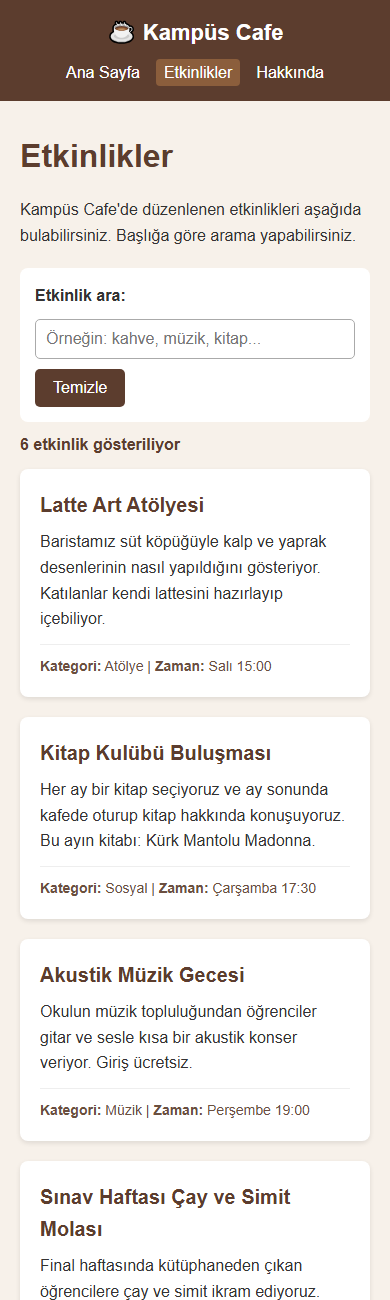 Kampüs Cafe
Ana Sayfa Etkinlikler Hakkında
Etkinlikler
Kampüs Cafe'de düzenlenen etkinlikleri aşağıda
bulabilirsiniz. Başlığa göre arama yapabilirsiniz.
Etkinlik ara:
Örneğin: kahve, müzik, kitap...
Temizle
6 etkinlik gösteriliyor
Latte Art Atölyesi
Baristamız süt köpüğüyle kalp ve yaprak
desenlerinin nasıl yapıldığını gösteriyor.
Katılanlar kendi lattesini hazırlayıp
içebiliyor.
Kategori: Atölye | Zaman: Salı 15:00
Kitap Kulübü Buluşması
Her ay bir kitap seçiyoruz ve ay sonunda
kafede oturup kitap hakkında konuşuyoruz.
Bu ayın kitabı: Kürk Mantolu Madonna.
Kategori: Sosyal | Zaman: Çarşamba 17:30
Akustik Müzik Gecesi
Okulun müzik topluluğundan öğrenciler
gitar ve sesle kısa bir akustik konser
veriyor. Giriş ücretsiz.
Kategori: Müzik | Zaman: Perşembe 19:00
Sınav Haftası Çay ve Simit
Molası
Final haftasında kütüphaneden çıkan
öğrencilere çay ve simit ikram ediyoruz.